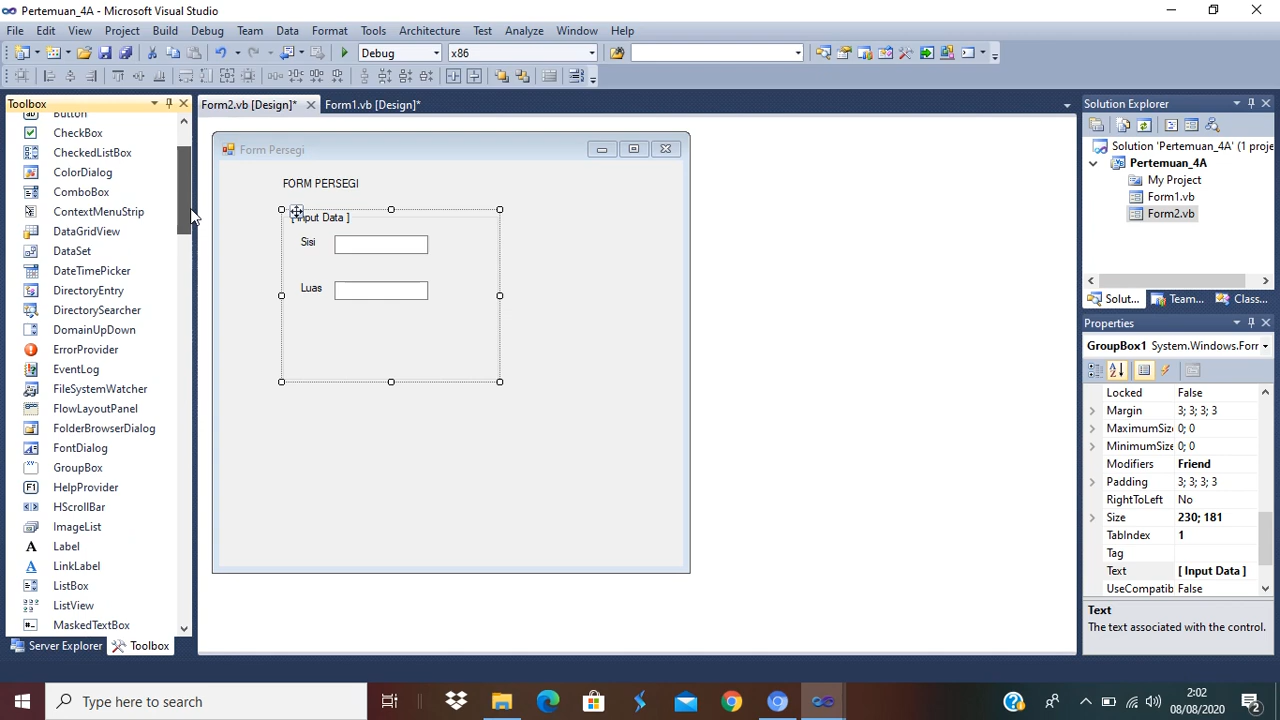 Pertemuan_4A - Microsoft Visual Studio
File Edit View Project Build Debug Team Data Format Tools Architecture Test Analyze Window Help
Debug x86
Toolbox
Form2.vb [Design]* Form1.vb [Design]*
Solution Explorer
Button
CheckBox
CheckedListBox
ColorDialog
ComboBox
ContextMenuStrip
DataGridView
DataSet
DateTimePicker
DirectoryEntry
DirectorySearcher
DomainUpDown
ErrorProvider
EventLog
FileSystemWatcher
FlowLayoutPanel
FolderBrowserDialog
FontDialog
GroupBox
HelpProvider
HScrollBar
ImageList
Label
LinkLabel
ListBox
ListView
MaskedTextBox
Server Explorer Toolbox
Form Persegi
FORM PERSEGI
[ Input Data ]
Sisi
Luas
Solution 'Pertemuan_4A' (1 proje
Pertemuan_4A
My Project
Form1.vb
Form2.vb
Solut... Team... Class...
Properties
GroupBox1 System.Windows.Forr
Locked False
Margin 3; 3; 3; 3
MaximumSiz 0; 0
MinimumSiz 0; 0
Modifiers Friend
Padding 3; 3; 3; 3
RightToLeft No
Size 230; 181
TabIndex 1
Tag
Text [ Input Data ]
UseCompatib False
Text
The text associated with the control.
Type here to search
2:02
08/08/2020
2